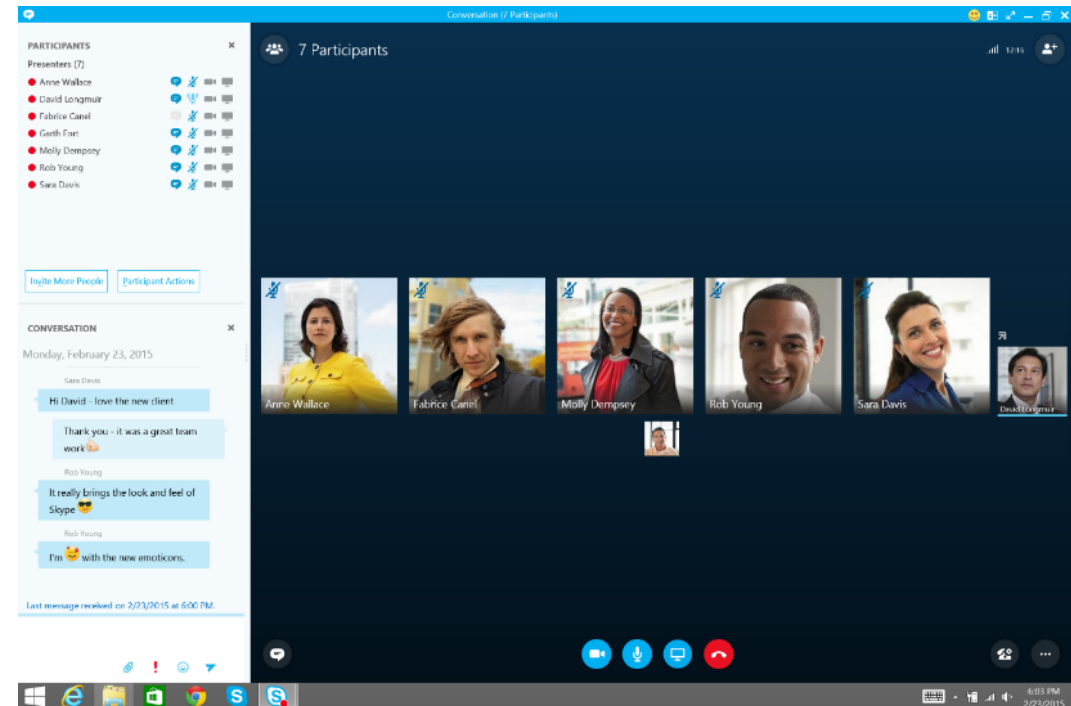 Conversation (7 Participants)
PARTICIPANTS
Presenters (7)
Anne Wallace
David Longmuir
Fabrice Canel
Garth Fort
Molly Dempsey
Rob Young
Sara Davis
Invite More People
Participant Actions
CONVERSATION
Monday, February 23, 2015
Sara Davis
Hi David - love the new client
Thank you - it was a great team
work
Rob Young
It really brings the look and feel of
Skype
Rob Young
I'm with the new emoticons.
Last message received on 2/23/2015 at 6:00 PM.
7 Participants
Anne Wallace
Fabrice Canel
Molly Dempsey
Rob Young
Sara Davis
David Longmuir
6:03 PM
2/23/2015